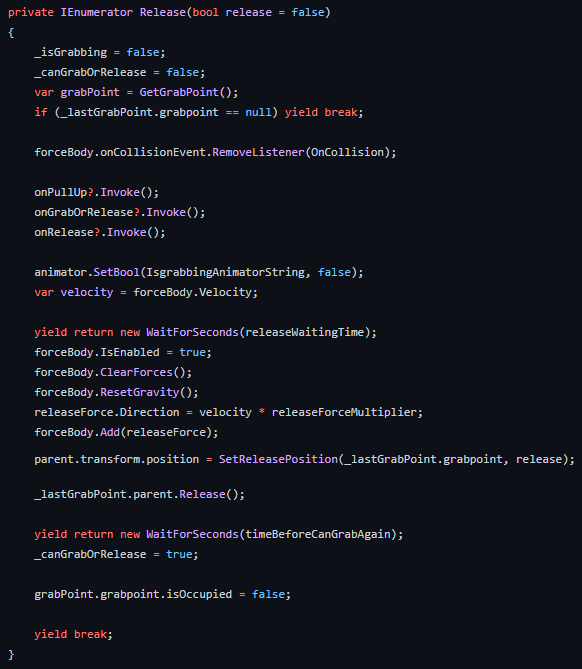 private IEnumerator Release(bool release = false)
{
    _isGrabbing = false;
    _canGrabOrRelease = false;
    var grabPoint = GetGrabPoint();
    if (_lastGrabPoint.grabpoint == null) yield break;

    forceBody.onCollisionEvent.RemoveListener(OnCollision);

    onPullUp?.Invoke();
    onGrabOrRelease?.Invoke();
    onRelease?.Invoke();

    animator.SetBool(IsgrabbingAnimatorString, false);
    var velocity = forceBody.Velocity;

    yield return new WaitForSeconds(releaseWaitingTime);
    forceBody.IsEnabled = true;
    forceBody.ClearForces();
    forceBody.ResetGravity();
    releaseForce.Direction = velocity * releaseForceMultiplier;
    forceBody.Add(releaseForce);
    parent.transform.position = SetReleasePosition(_lastGrabPoint.grabpoint, release);

    _lastGrabPoint.parent.Release();

    yield return new WaitForSeconds(timeBeforeCanGrabAgain);
    _canGrabOrRelease = true;

    grabPoint.grabpoint.isOccupied = false;

    yield break;
}